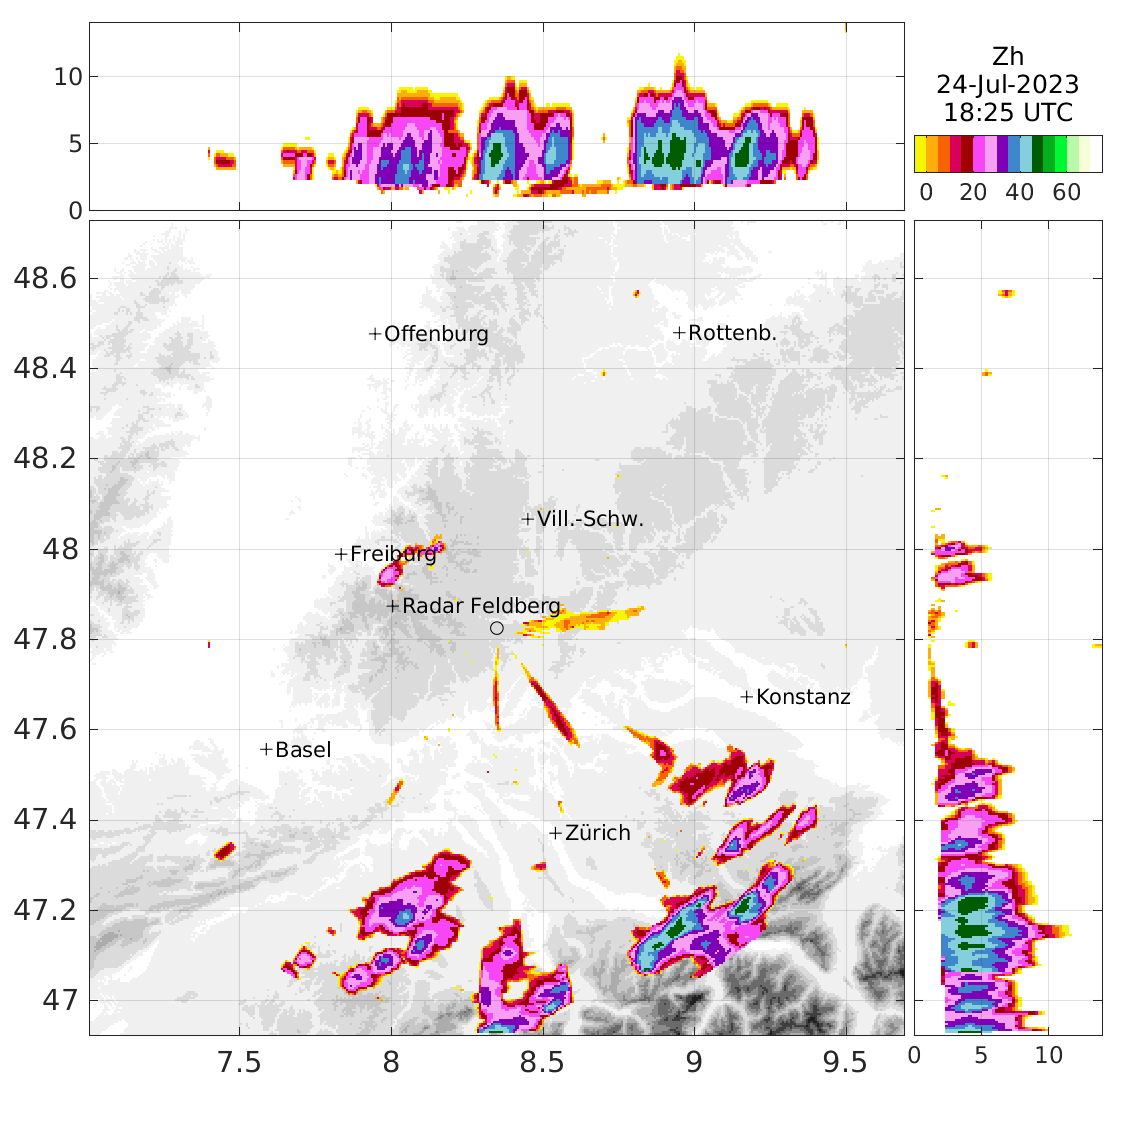 10
5
0
Zh
24-Jul-2023
18:25 UTC
0 20 40 60
48.6
48.4
48.2
48
47.8
47.6
47.4
47.2
47
Offenburg
Rottenb.
Vill.-Schw.
Freiburg
Radar Feldberg
Konstanz
Basel
Zürich
7.5 8 8.5 9 9.5
0 5 10